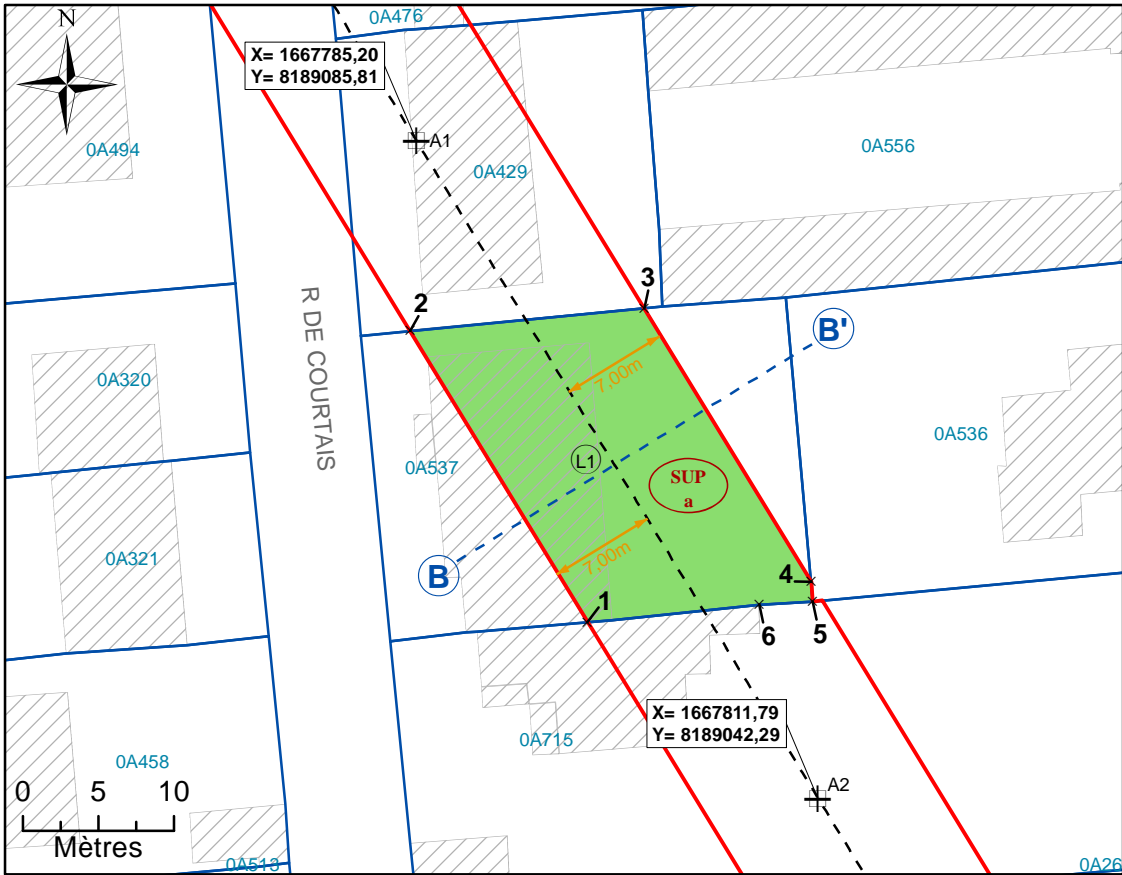 N
0A476
X= 1667785,20
Y= 8189085,81
A1
0A494
0A429
0A556
3
2
R DE COURTAIS
B'
7,00m
0A320
0A537
L1
0A536
SUP
a
0A321
7,00m
B
4
1
6
5
X= 1667811,79
Y= 8189042,29
0A715
0A458
A2
0 5 10
Mètres
0A513
0A26